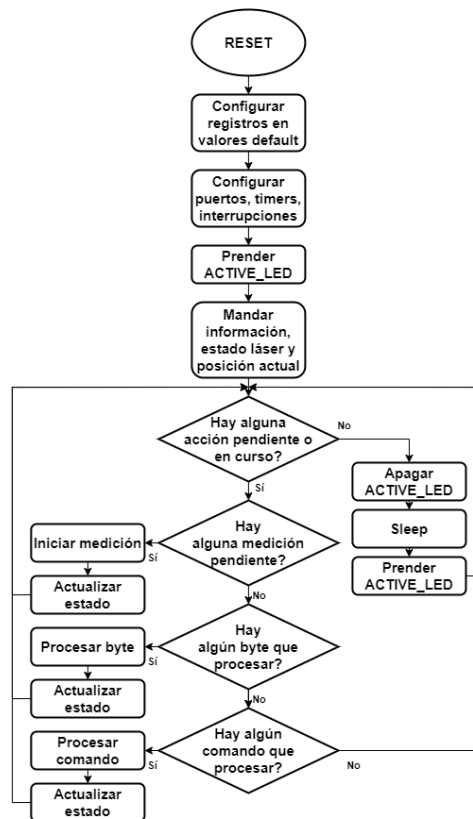 RESET
Configurar
registros en
valores default
Configurar
puertos, timers,
interrupciones
Prender
ACTIVE_LED
Mandar
información,
estado láser y
posición actual
Hay alguna
acción pendiente o
en curso?
No
Sí
Apagar
ACTIVE_LED
Sleep
Prender
ACTIVE_LED
Hay
alguna medición
pendiente?
Sí
No
Iniciar medición
Actualizar
estado
Hay
algún byte que
procesar?
Sí
No
Procesar byte
Actualizar
estado
Hay algún
comando que
procesar?
Sí
No
Procesar
comando
Actualizar
estado